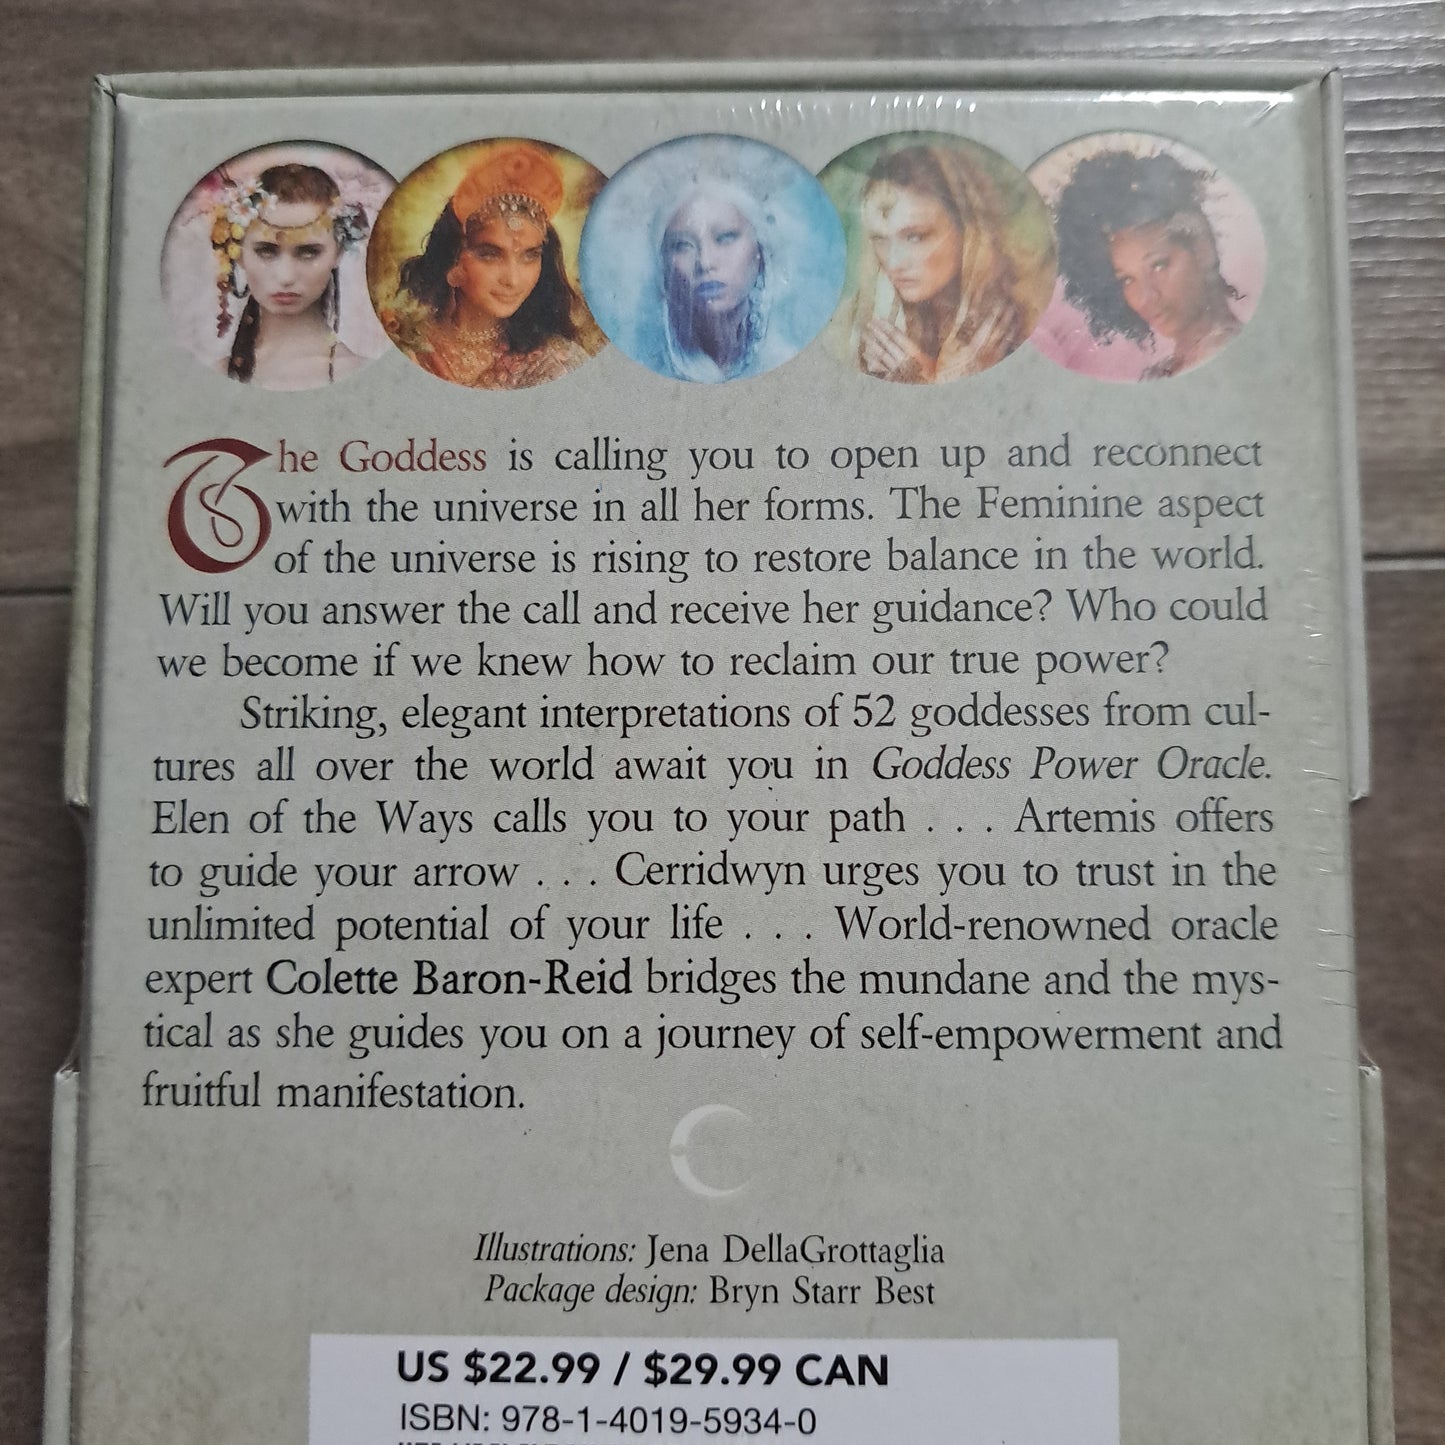 The Goddess is calling you to open up and reconnect
with the universe in all her forms. The Feminine aspect
of the universe is rising to restore balance in the world.
Will you answer the call and receive her guidance? Who could
we become if we knew how to reclaim our true power?
Striking, elegant interpretations of 52 goddesses from cul-
tures all over the world await you in Goddess Power Oracle.
Elen of the Ways calls you to your path . . . Artemis offers
to guide your arrow . . . Cerridwyn urges you to trust in the
unlimited potential of your life . . . World-renowned oracle
expert Colette Baron-Reid bridges the mundane and the mys-
tical as she guides you on a journey of self-empowerment and
fruitful manifestation.
Illustrations: Jena DellaGrottaglia
Package design: Bryn Starr Best
US $22.99 / $29.99 CAN
ISBN: 978-1-4019-5934-0